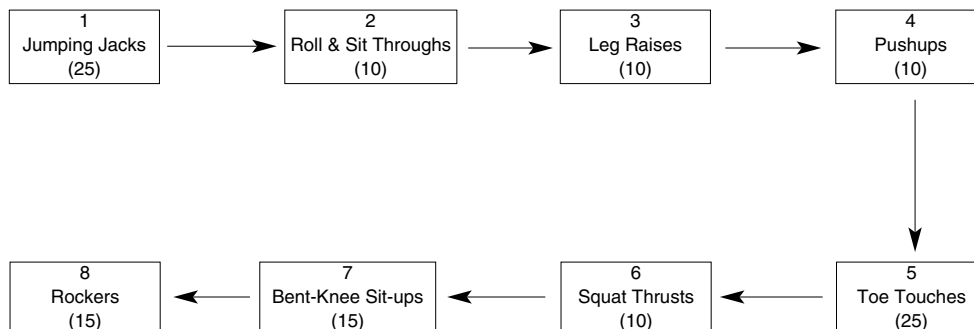 1
Jumping Jacks
(25)
2
Roll & Sit Throughs
(10)
3
Leg Raises
(10)
4
Pushups
(10)
5
Toe Touches
(25)
6
Squat Thrusts
(10)
7
Bent-Knee Sit-ups
(15)
8
Rockers
(15)